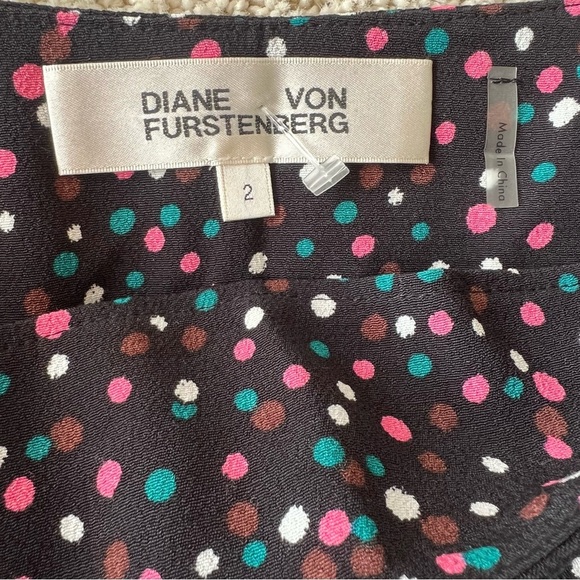 DIANE VON
FURSTENBERG
2
Made in China